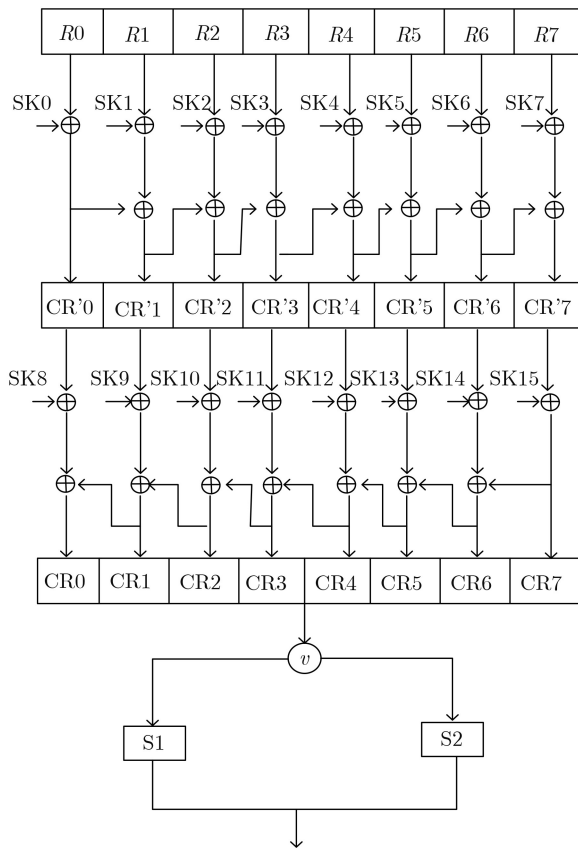 R0 R1 R2 R3 R4 R5 R6 R7
SK0 SK1 SK2 SK3 SK4 SK5 SK6 SK7
CR'0 CR'1 CR'2 CR'3 CR'4 CR'5 CR'6 CR'7
SK8 SK9 SK10 SK11 SK12 SK13 SK14 SK15
CR0 CR1 CR2 CR3 CR4 CR5 CR6 CR7
v
S1 S2